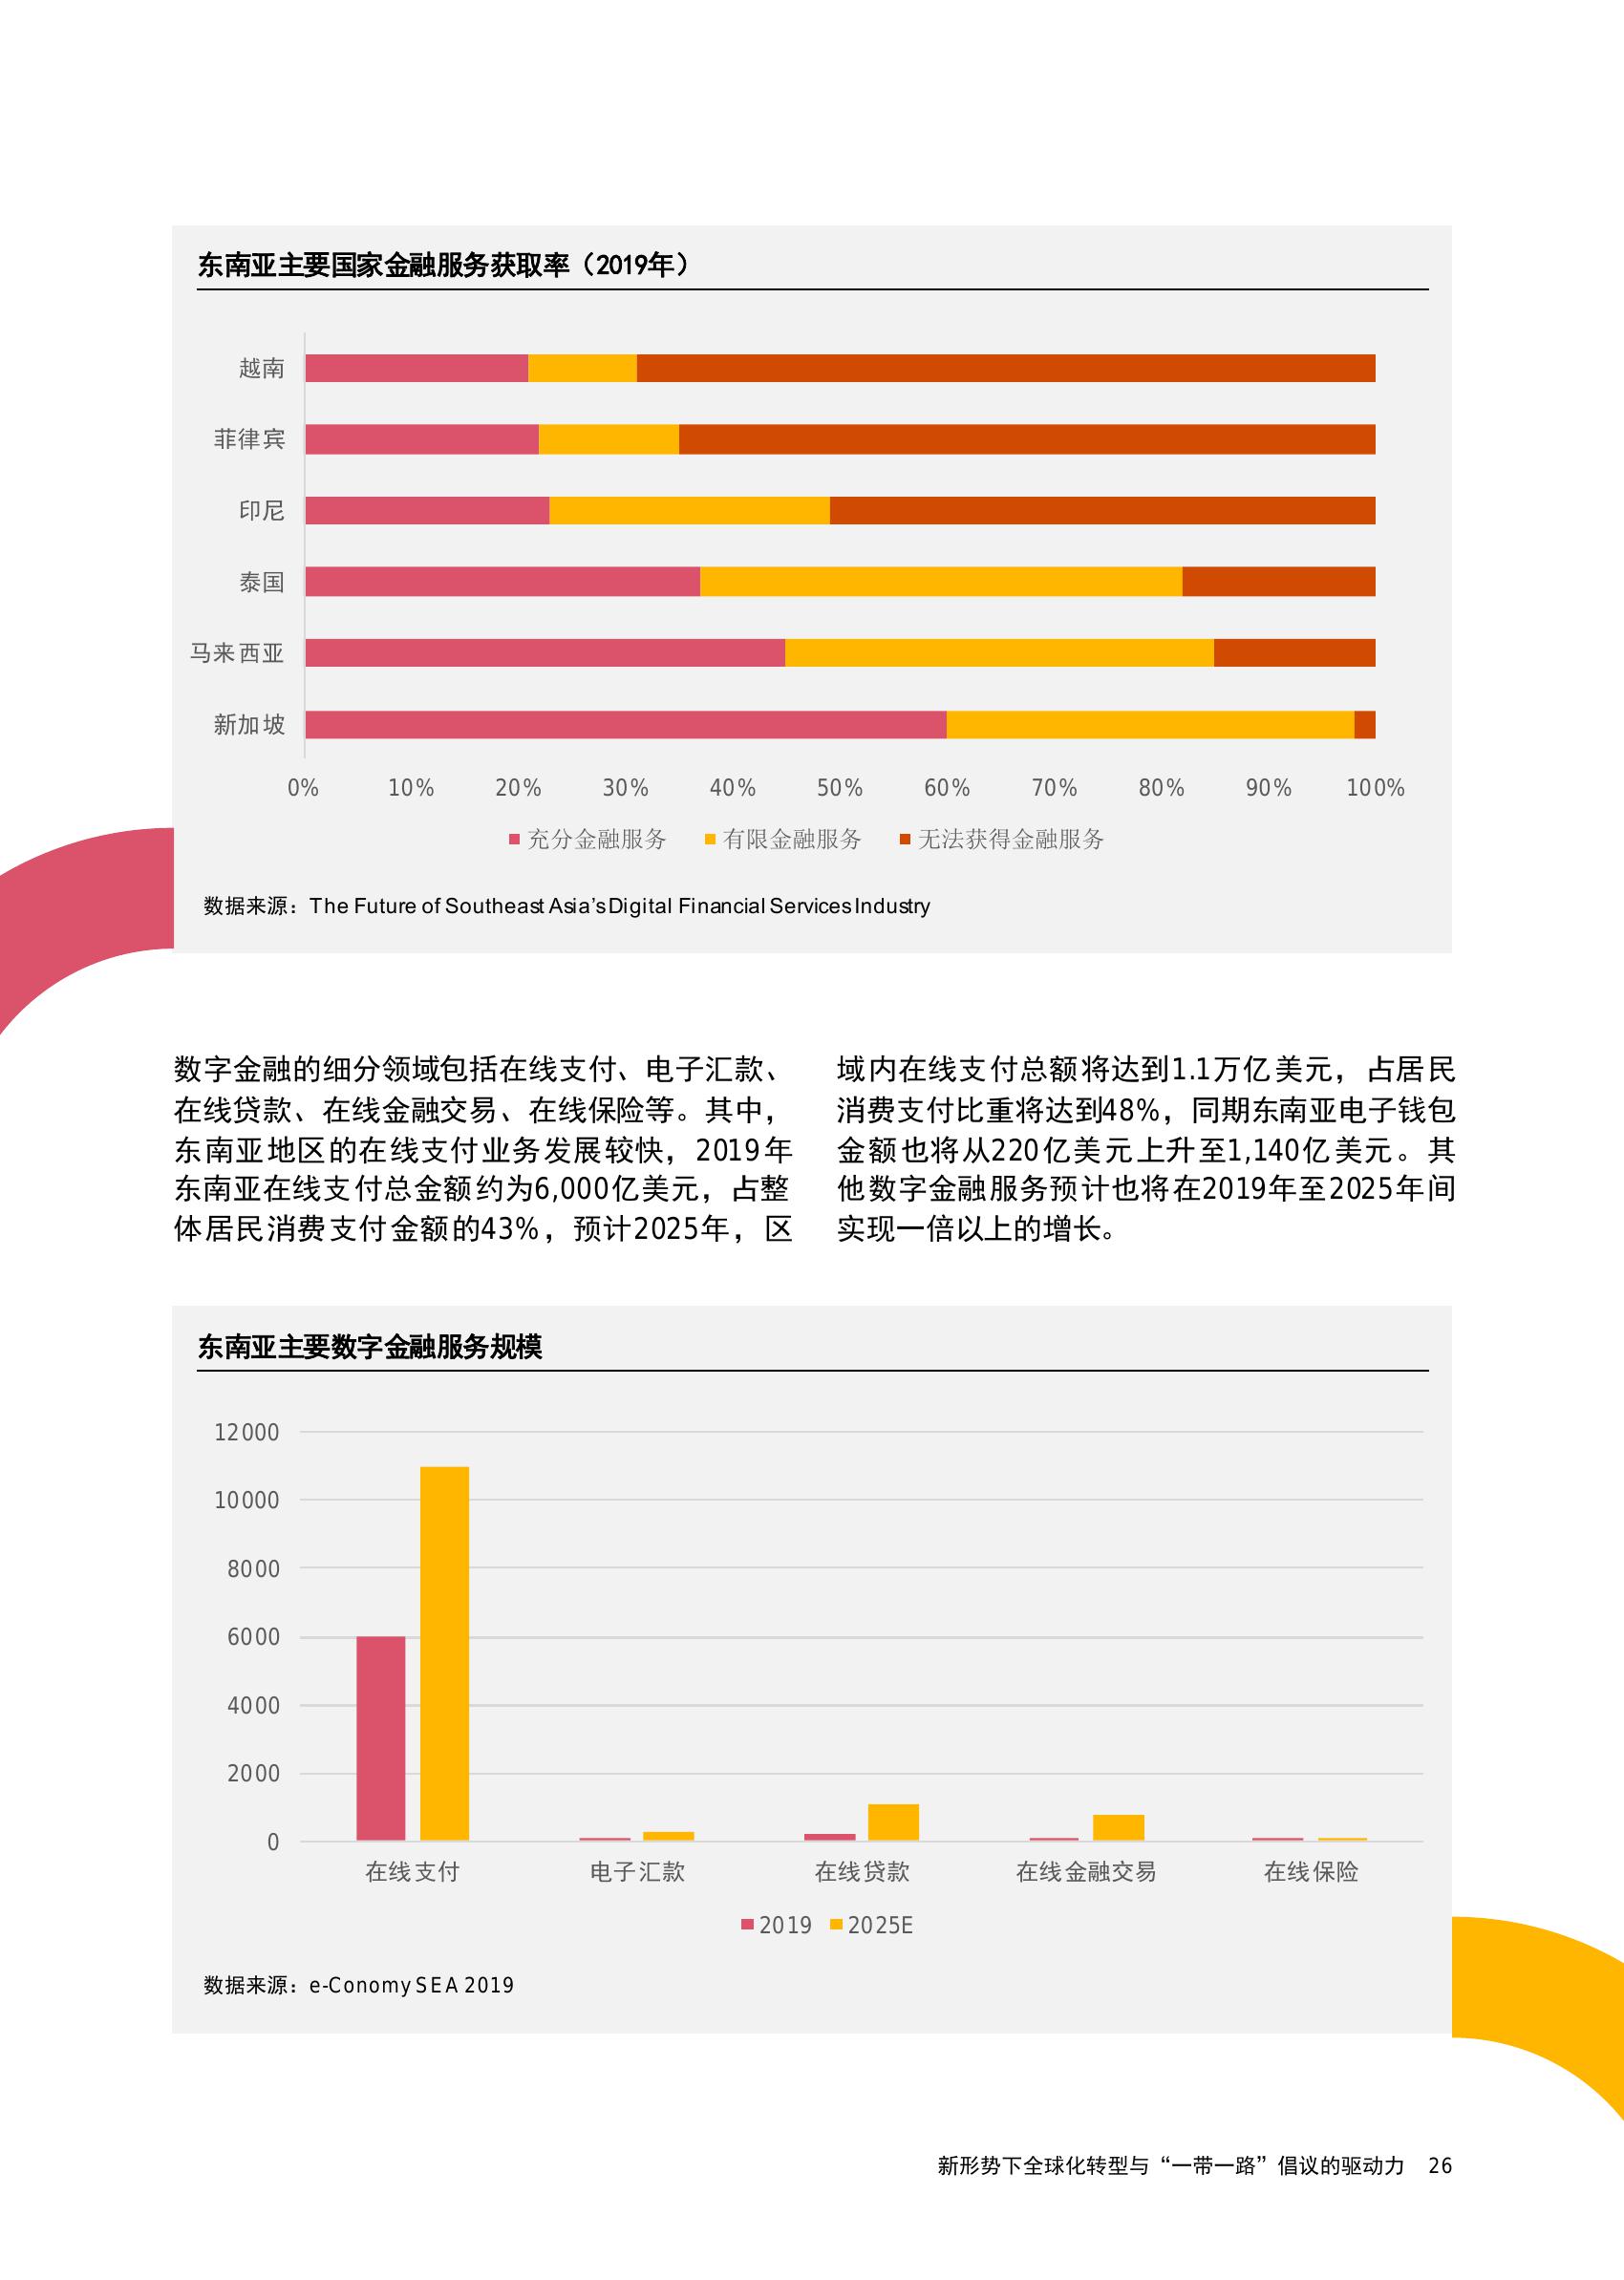 东南亚主要国家金融服务获取率（2019年）
越南
菲律宾
印尼
泰国
马来西亚
新加坡
0% 10% 20% 30% 40% 50% 60% 70% 80% 90% 100%
充分金融服务 有限金融服务 无法获得金融服务
数据来源：The Future of Southeast Asia’s Digital Financial Services Industry
数字金融的细分领域包括在线支付、电子汇款、
在线贷款、在线金融交易、在线保险等。其中，
东南亚地区的在线支付业务发展较快，2019年
东南亚在线支付总金额约为6,000亿美元，占整
体居民消费支付金额的43%，预计2025年，区
域内在线支付总额将达到1.1万亿美元，占居民
消费支付比重将达到48%，同期东南亚电子钱包
金额也将从220亿美元上升至1,140亿美元。其
他数字金融服务预计也将在2019年至2025年间
实现一倍以上的增长。
东南亚主要数字金融服务规模
12000
10000
8000
6000
4000
2000
0
在线支付 电子汇款 在线贷款 在线金融交易 在线保险
2019 2025E
数据来源：e-Conomy SEA 2019
新形势下全球化转型与“一带一路”倡议的驱动力 26